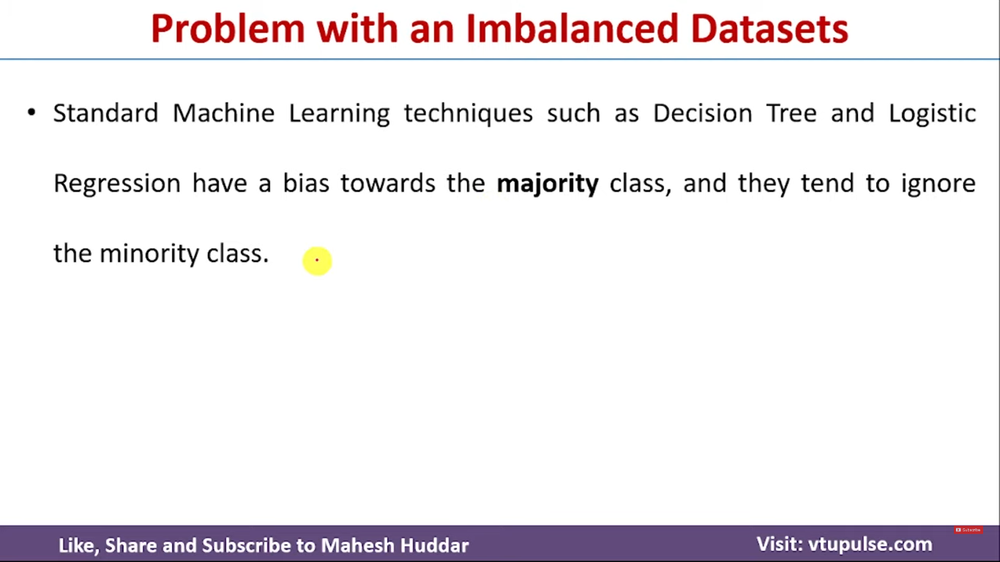 Problem with an Imbalanced Datasets
• Standard Machine Learning techniques such as Decision Tree and Logistic
Regression have a bias towards the majority class, and they tend to ignore
the minority class.
Subscribe
Like, Share and Subscribe to Mahesh Huddar
Visit: vtupulse.com